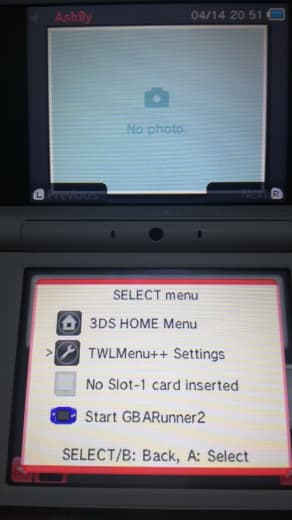 Ashily 04/14 20:51
No photo.
L Previous Next R
SELECT menu
3DS HOME Menu
> TWLMenu++ Settings
No Slot-1 card inserted
Start GBARunner2
SELECT/B: Back, A: Select